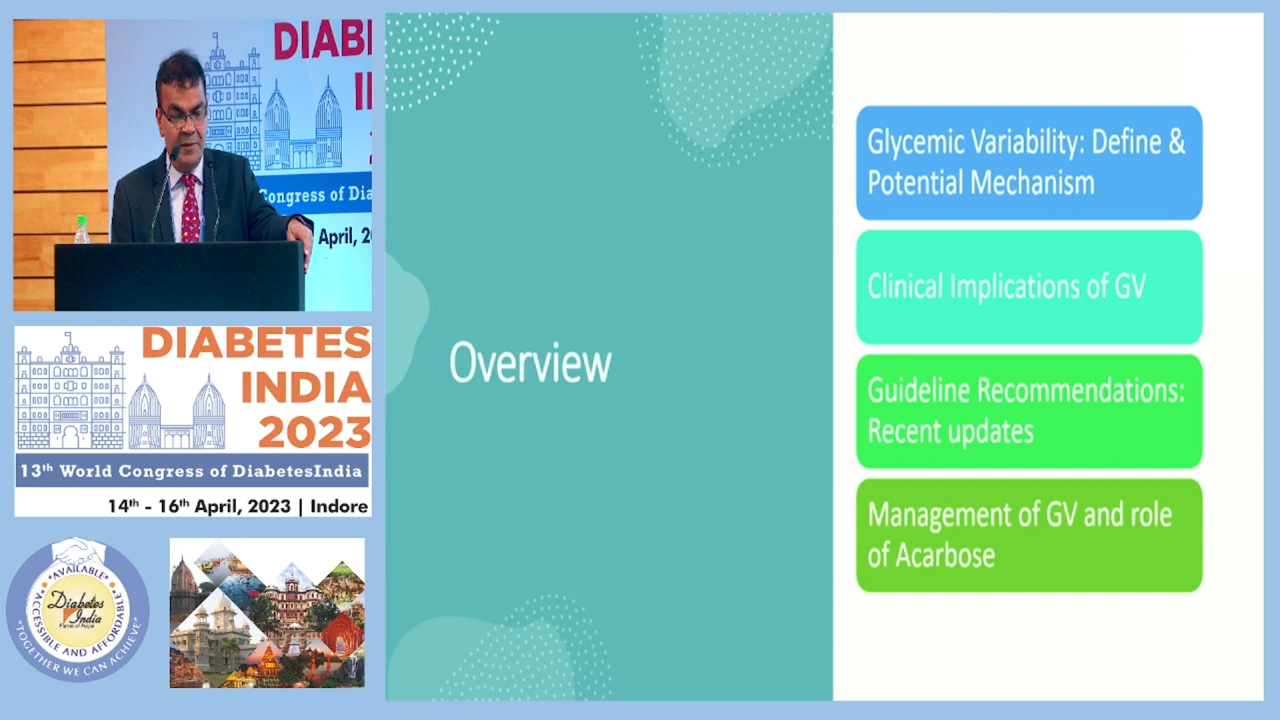 DIABE
IN
Congress of Dia
April, 20
DIABETES
INDIA
2023
13th World Congress of DiabetesIndia
14th - 16th April, 2023 | Indore
*AVAILABLE*
*ACCESSIBLE AND AFFORDABLE*
Diabetes
India
"TOGETHER WE CAN ACHIEVE"
Overview
Glycemic Variability: Define &
Potential Mechanism
Clinical Implications of GV
Guideline Recommendations:
Recent updates
Management of GV and role
of Acarbose